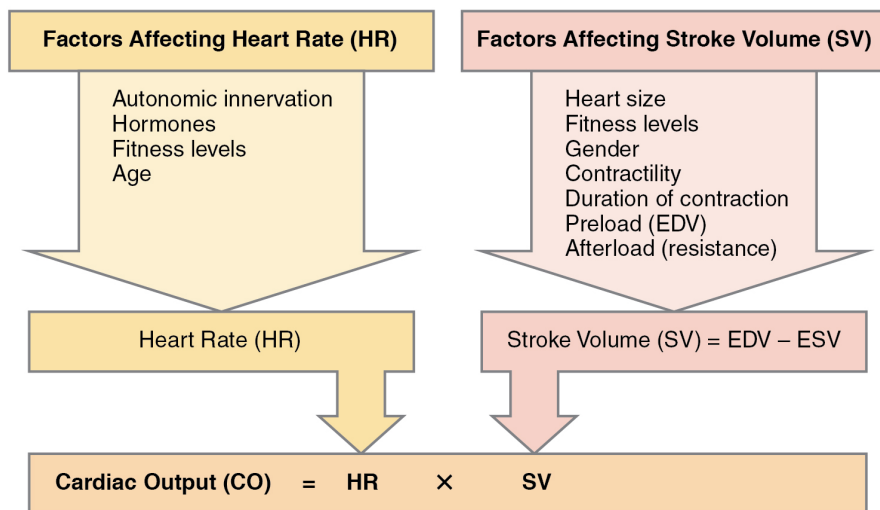 Factors Affecting Heart Rate (HR)
Autonomic innervation
Hormones
Fitness levels
Age
Heart Rate (HR)
Factors Affecting Stroke Volume (SV)
Heart size
Fitness levels
Gender
Contractility
Duration of contraction
Preload (EDV)
Afterload (resistance)
Stroke Volume (SV) = EDV – ESV
Cardiac Output (CO) = HR × SV